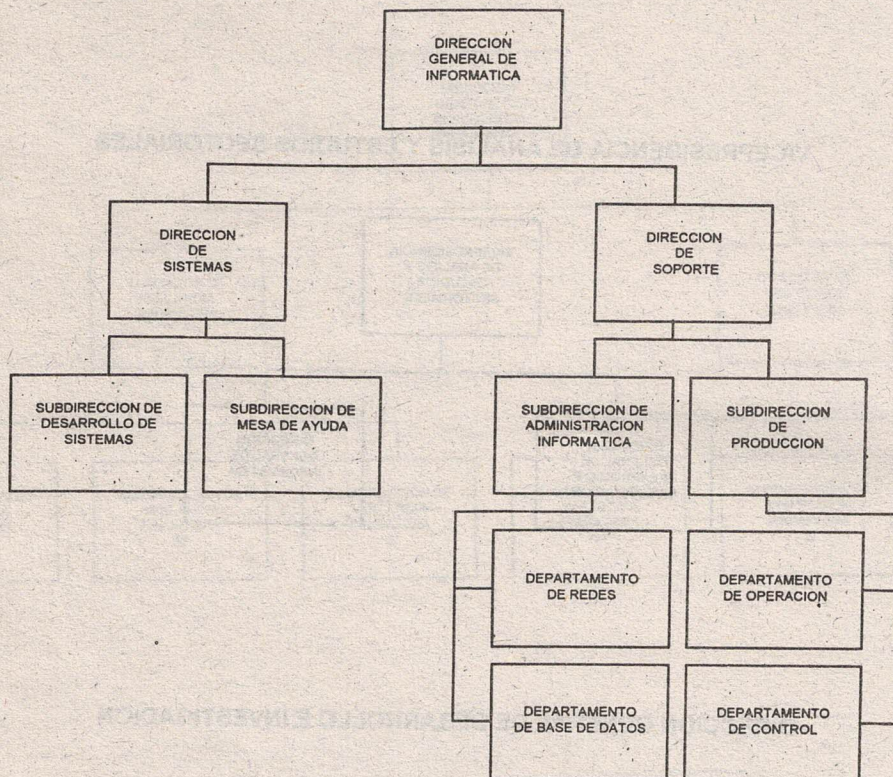 DIRECCION
GENERAL DE
INFORMATICA
DIRECCION
DE
SISTEMAS
DIRECCION
DE
SOPORTE
SUBDIRECCION DE
DESARROLLO DE
SISTEMAS
SUBDIRECCION DE
MESA DE AYUDA
SUBDIRECCION DE
ADMINISTRACION
INFORMATICA
SUBDIRECCION
DE
PRODUCCION
DEPARTAMENTO
DE REDES
DEPARTAMENTO
DE OPERACION
DEPARTAMENTO
DE BASE DE DATOS
DEPARTAMENTO
DE CONTROL